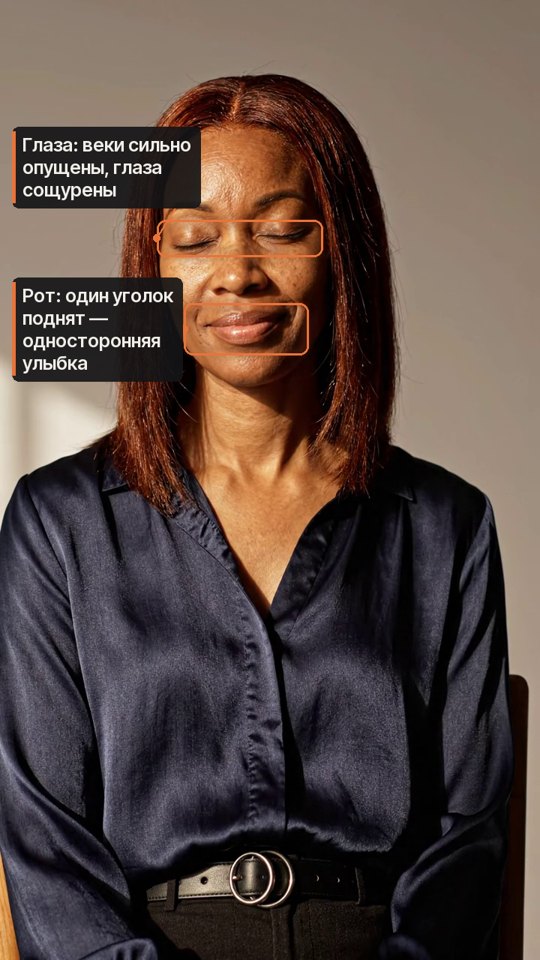 Глаза: веки сильно
опущены, глаза
сощурены
Рот: один уголок
поднят —
односторонняя
улыбка